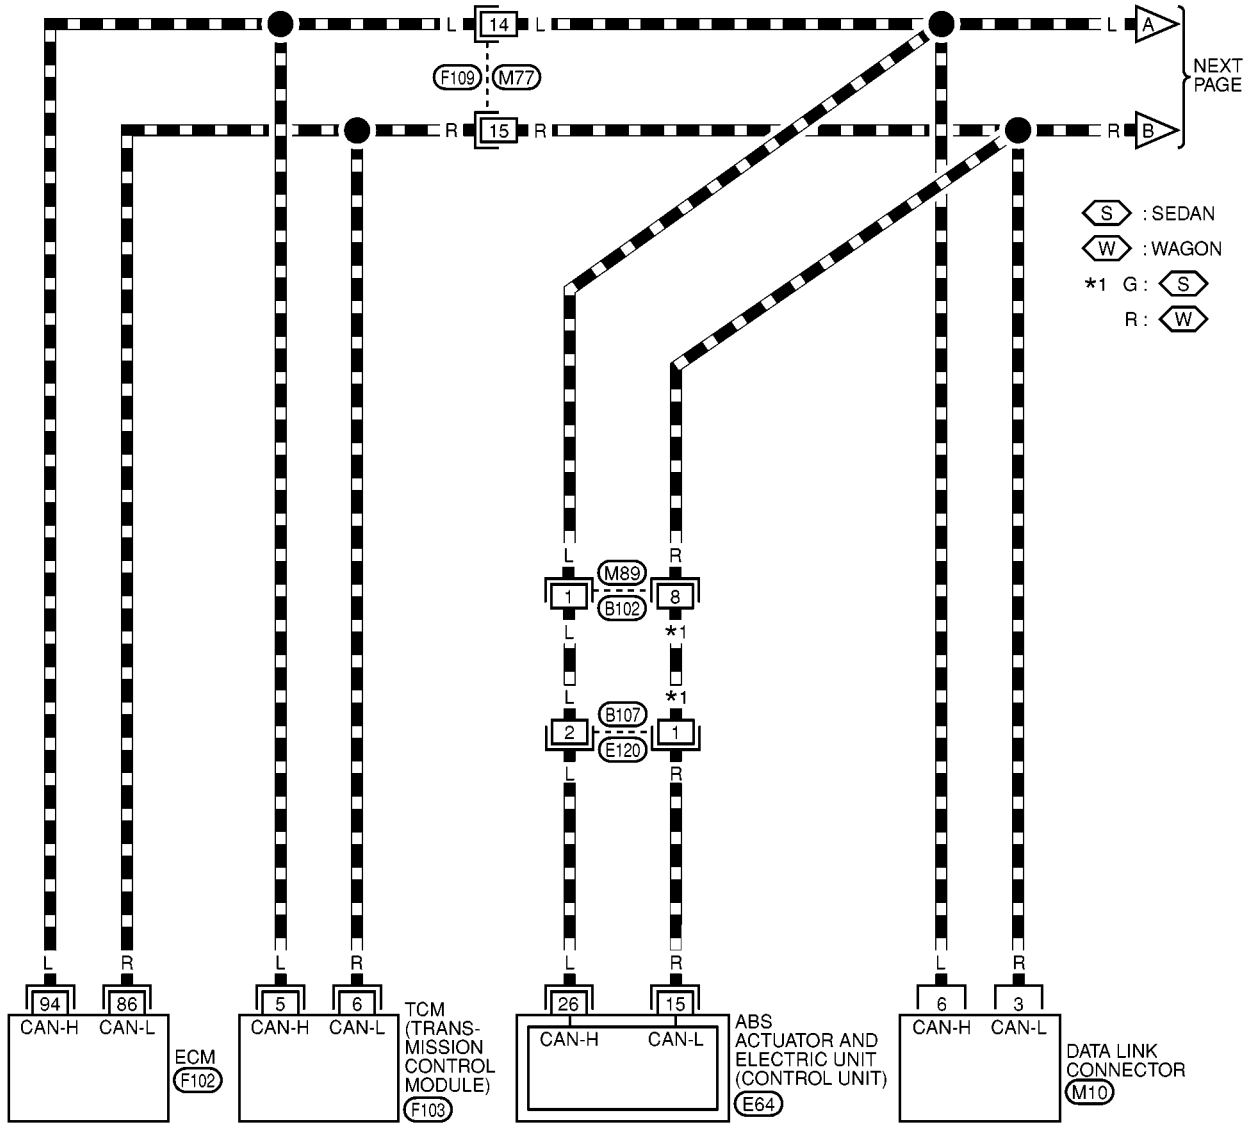 L 14 L L A
F109 M77
NEXT
PAGE
R 15 R R B
S : SEDAN
W : WAGON
*1 G : S
R : W
L R
M89
1 8
B102
L *1
L *1
B107
2 1
E120
L R
L R L R L R L R
94 86 5 6 26 15 6 3
CAN-H CAN-L CAN-H CAN-L CAN-H CAN-L CAN-H CAN-L
ECM
F102
TCM
(TRANS-
MISSION
CONTROL
MODULE)
F103
ABS
ACTUATOR AND
ELECTRIC UNIT
(CONTROL UNIT)
E64
DATA LINK
CONNECTOR
M10